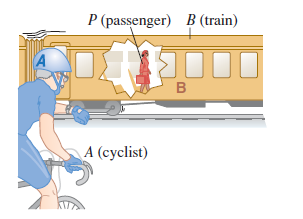 P (passenger) B (train)
A
B
A (cyclist)